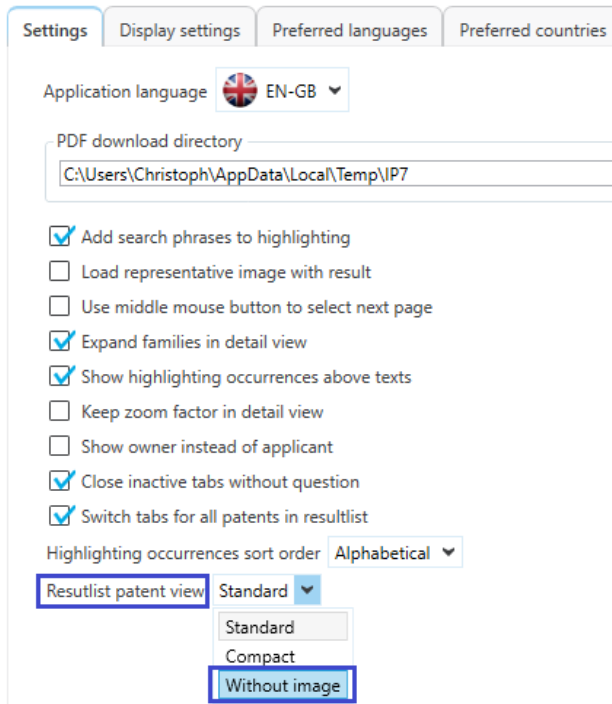 Settings Display settings Preferred languages Preferred countries
Application language EN-GB
PDF download directory
C:\Users\Christoph\AppData\Local\Temp\IP7
Add search phrases to highlighting
Load representative image with result
Use middle mouse button to select next page
Expand families in detail view
Show highlighting occurrences above texts
Keep zoom factor in detail view
Show owner instead of applicant
Close inactive tabs without question
Switch tabs for all patents in resultlist
Highlighting occurrences sort order Alphabetical
Resutlist patent view Standard
Standard
Compact
Without image